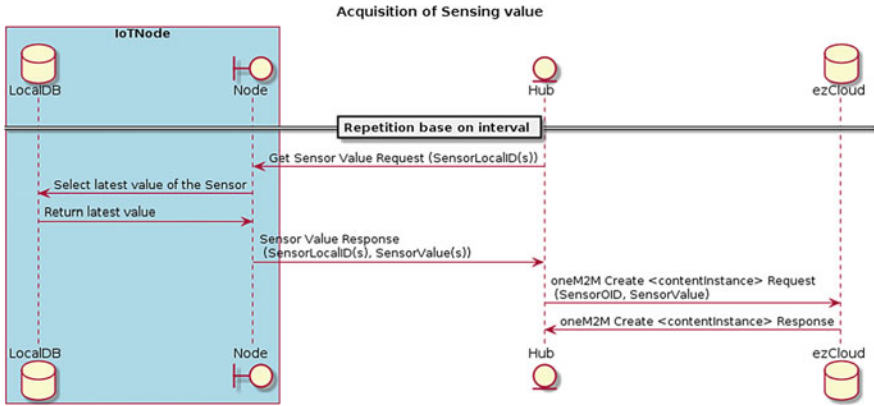 Acquisition of Sensing value
IoTNode
LocalDB
Node
Hub
ezCloud
Repetition base on interval
Get Sensor Value Request (SensorLocalID(s))
Select latest value of the Sensor
Return latest value
Sensor Value Response
(SensorLocalID(s), SensorValue(s))
oneM2M Create <contentInstance> Request
(SensorOID, SensorValue)
oneM2M Create <contentInstance> Response
LocalDB
Node
Hub
ezCloud